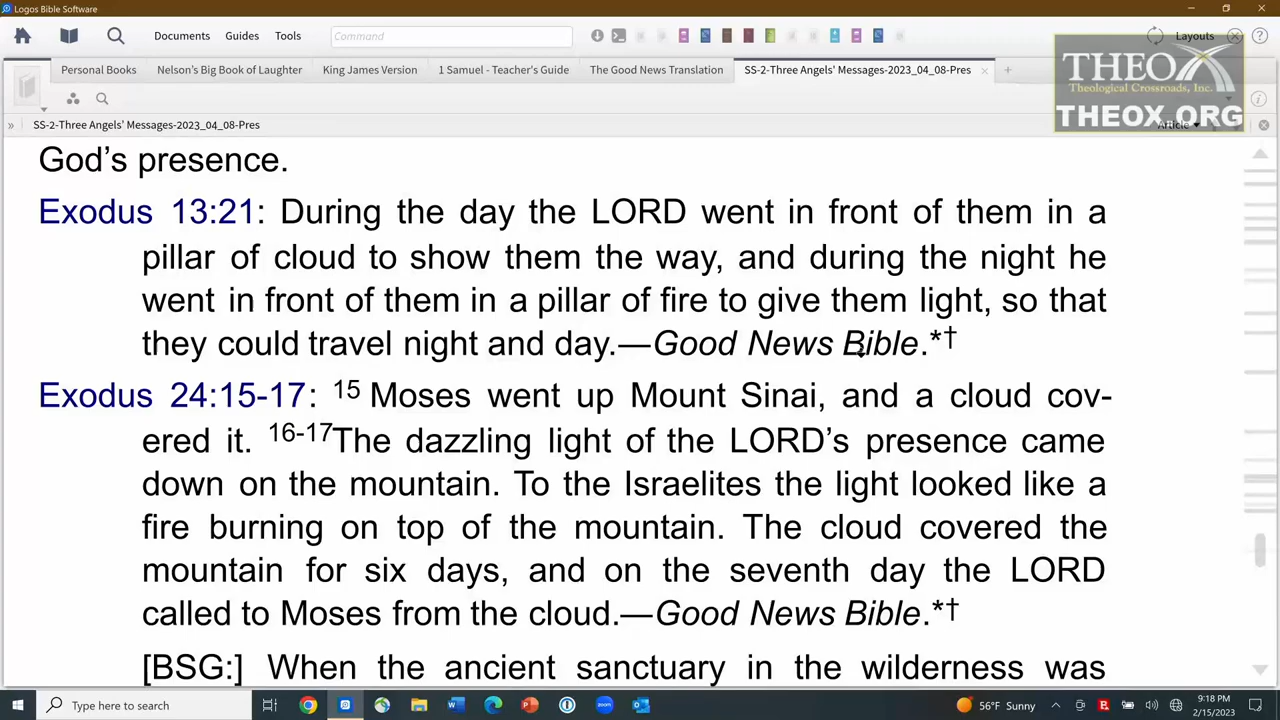 Logos Bible Software
Documents Guides Tools Command Layouts
Personal Books Nelson's Big Book of Laughter King James Version 1 Samuel - Teacher's Guide The Good News Translation SS-2-Three Angels' Messages-2023_04_08-Pres
THEOX
Theological Crossroads, Inc.
THEOX.ORG
SS-2-Three Angels' Messages-2023_04_08-Pres Article
God's presence.
Exodus 13:21: During the day the LORD went in front of them in a
pillar of cloud to show them the way, and during the night he
went in front of them in a pillar of fire to give them light, so that
they could travel night and day.—Good News Bible.*†
Exodus 24:15-17: 15 Moses went up Mount Sinai, and a cloud cov-
ered it. 16-17The dazzling light of the LORD's presence came
down on the mountain. To the Israelites the light looked like a
fire burning on top of the mountain. The cloud covered the
mountain for six days, and on the seventh day the LORD
called to Moses from the cloud.—Good News Bible.*†
[BSG:] When the ancient sanctuary in the wilderness was
Type here to search 56°F Sunny 9:18 PM
2/15/2023